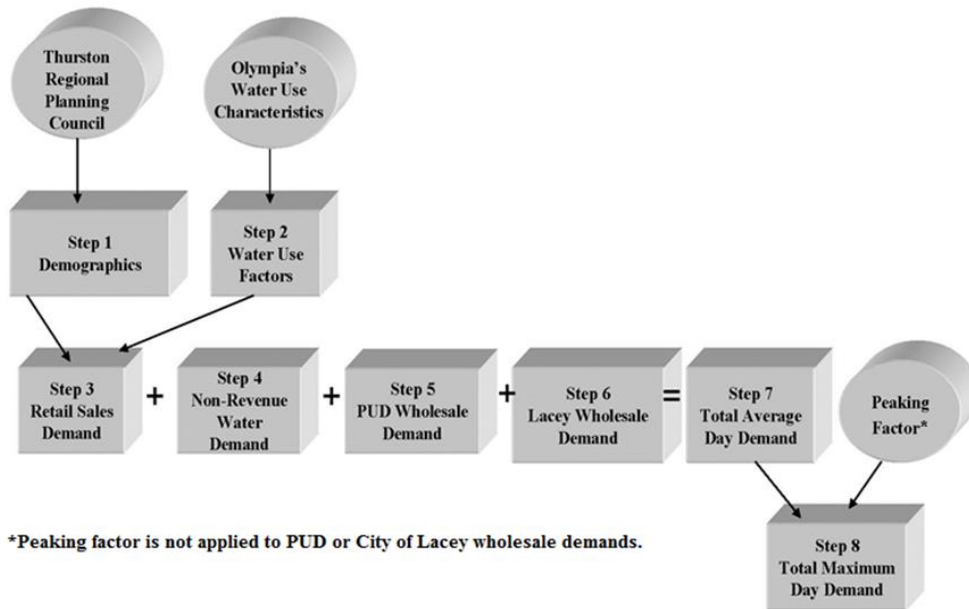 Thurston
Regional
Planning
Council
Olympia's
Water Use
Characteristics
Step 1
Demographics
Step 2
Water Use
Factors
Step 3
Retail Sales
Demand
+
Step 4
Non-Revenue
Water
Demand
+
Step 5
PUD Wholesale
Demand
+
Step 6
Lacey Wholesale
Demand
=
Step 7
Total Average
Day Demand
Peaking
Factor*
*Peaking factor is not applied to PUD or City of Lacey wholesale demands.
Step 8
Total Maximum
Day Demand